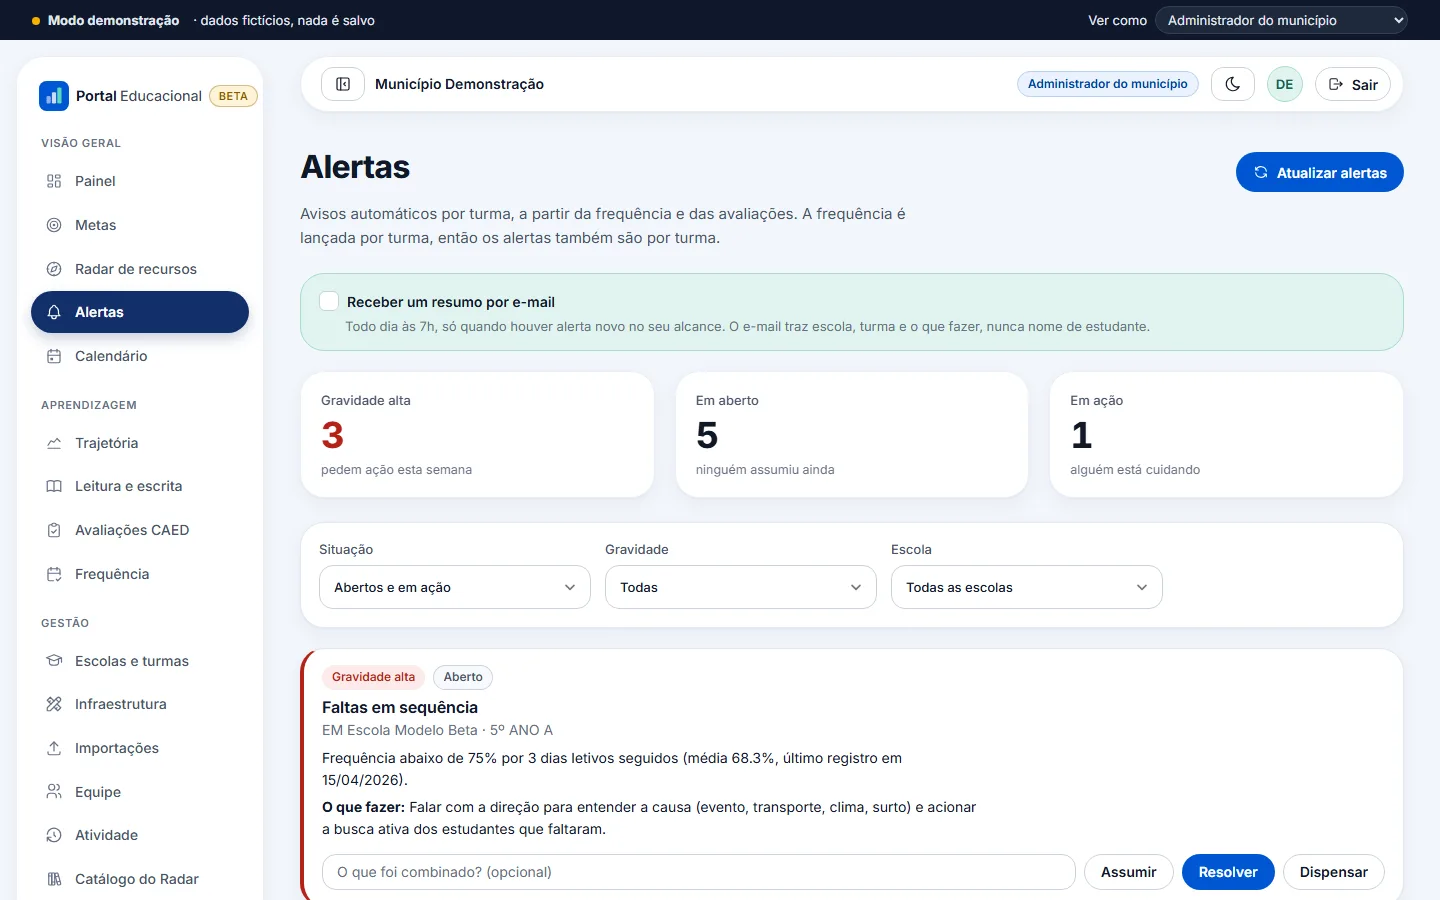 Modo demonstração · dados fictícios, nada é salvo
Ver como Administrador do município
Portal Educacional BETA
VISÃO GERAL
Painel
Metas
Radar de recursos
Alertas
Calendário
APRENDIZAGEM
Trajetória
Leitura e escrita
Avaliações CAED
Frequência
GESTÃO
Escolas e turmas
Infraestrutura
Importações
Equipe
Atividade
Catálogo do Radar
Município Demonstração
Administrador do município
DE
Sair
Alertas
Atualizar alertas
Avisos automáticos por turma, a partir da frequência e das avaliações. A frequência é
lançada por turma, então os alertas também são por turma.
Receber um resumo por e-mail
Todo dia às 7h, só quando houver alerta novo no seu alcance. O e-mail traz escola, turma e o que fazer, nunca nome de estudante.
Gravidade alta
3
pedem ação esta semana
Em aberto
5
ninguém assumiu ainda
Em ação
1
alguém está cuidando
Situação
Abertos e em ação
Gravidade
Todas
Escola
Todas as escolas
Gravidade alta
Aberto
Faltas em sequência
EM Escola Modelo Beta · 5º ANO A
Frequência abaixo de 75% por 3 dias letivos seguidos (média 68.3%, último registro em
15/04/2026).
O que fazer: Falar com a direção para entender a causa (evento, transporte, clima, surto) e acionar
a busca ativa dos estudantes que faltaram.
O que foi combinado? (opcional)
Assumir
Resolver
Dispensar